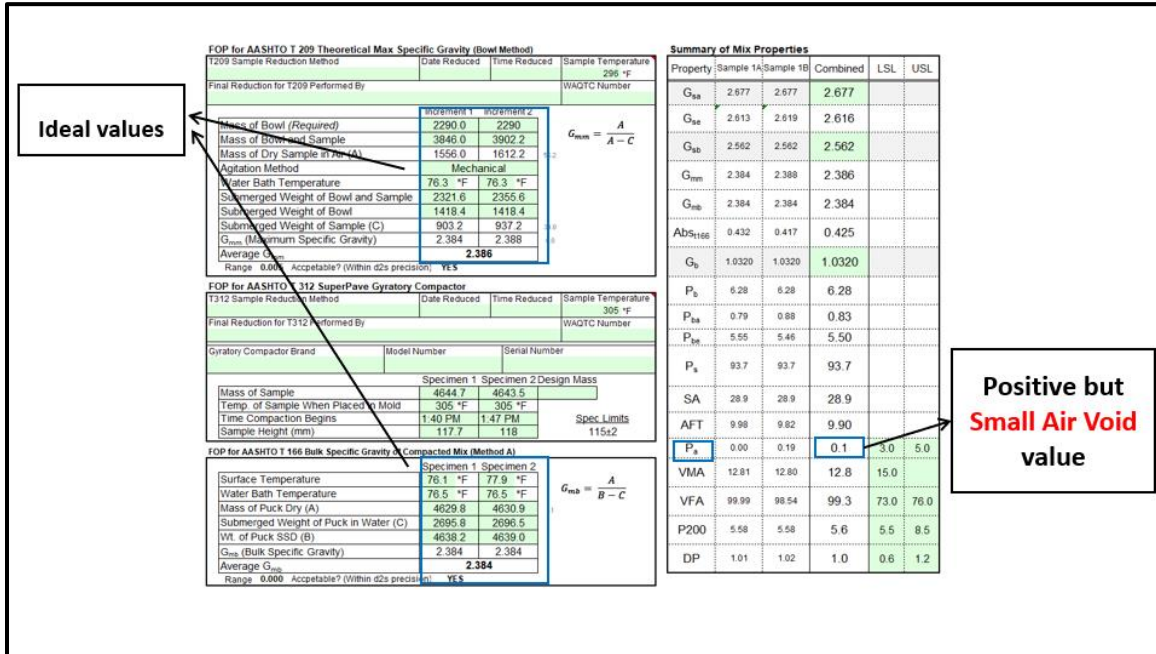 Ideal values
FOP for AASHTO T 209 Theoretical Max Specific Gravity (Bowl Method)
T209 Sample Reduction Method Date Reduced Time Reduced Sample Temperature
296 °F
Final Reduction for T209 Performed By WAQTC Number
Increment 1 Increment 2
Mass of Bowl (Required) 2290.0 2290
Mass of Bowl and Sample 3846.0 3902.2
Mass of Dry Sample in Air (A) 1556.0 1612.2
Agitation Method Mechanical
Water Bath Temperature 76.3 °F 76.3 °F
Submerged Weight of Bowl and Sample 2321.6 2355.6
Submerged Weight of Bowl 1418.4 1418.4
Submerged Weight of Sample (C) 903.2 937.2
Gmm (Maximum Specific Gravity) 2.384 2.388
Average Gmm 2.386
Range 0.005 Accpetable? (Within d2s precision) YES
Gmm = A / A − C
FOP for AASHTO T 312 SuperPave Gyratory Compactor
T312 Sample Reduction Method Date Reduced Time Reduced Sample Temperature
305 °F
Final Reduction for T312 Performed By WAQTC Number
Gyratory Compactor Brand Model Number Serial Number
Specimen 1 Specimen 2 Design Mass
Mass of Sample 4644.7 4643.5
Temp. of Sample When Placed in Mold 305 °F 305 °F
Time Compaction Begins 1:40 PM 1:47 PM Spec Limits
Sample Height (mm) 117.7 118 115±2
FOP for AASHTO T 166 Bulk Specific Gravity of Compacted Mix (Method A)
Specimen 1 Specimen 2
Surface Temperature 76.1 °F 77.9 °F
Water Bath Temperature 76.5 °F 76.5 °F
Mass of Puck Dry (A) 4629.8 4630.9
Submerged Weight of Puck in Water (C) 2695.8 2696.5
Wt. of Puck SSD (B) 4638.2 4639.0
Gmb (Bulk Specific Gravity) 2.384 2.384
Average Gmb 2.384
Range 0.000 Accpetable? (Within d2s precision) YES
Gmb = A / B − C
Summary of Mix Properties
Property Sample 1A Sample 1B Combined LSL USL
Gsa 2.677 2.677 2.677
Gse 2.613 2.619 2.616
Gsb 2.562 2.562 2.562
Gmm 2.384 2.388 2.386
Gmb 2.384 2.384 2.384
Abst166 0.432 0.417 0.425
Gb 1.0320 1.0320 1.0320
Pb 6.28 6.28 6.28
Pba 0.79 0.88 0.83
Pbe 5.55 5.46 5.50
Ps 93.7 93.7 93.7
SA 28.9 28.9 28.9
AFT 9.98 9.82 9.90
Pa 0.00 0.19 0.1 3.0 5.0
VMA 12.81 12.80 12.8 15.0
VFA 99.99 98.54 99.3 73.0 76.0
P200 5.58 5.58 5.6 5.5 8.5
DP 1.01 1.02 1.0 0.6 1.2
Positive but
Small Air Void
value